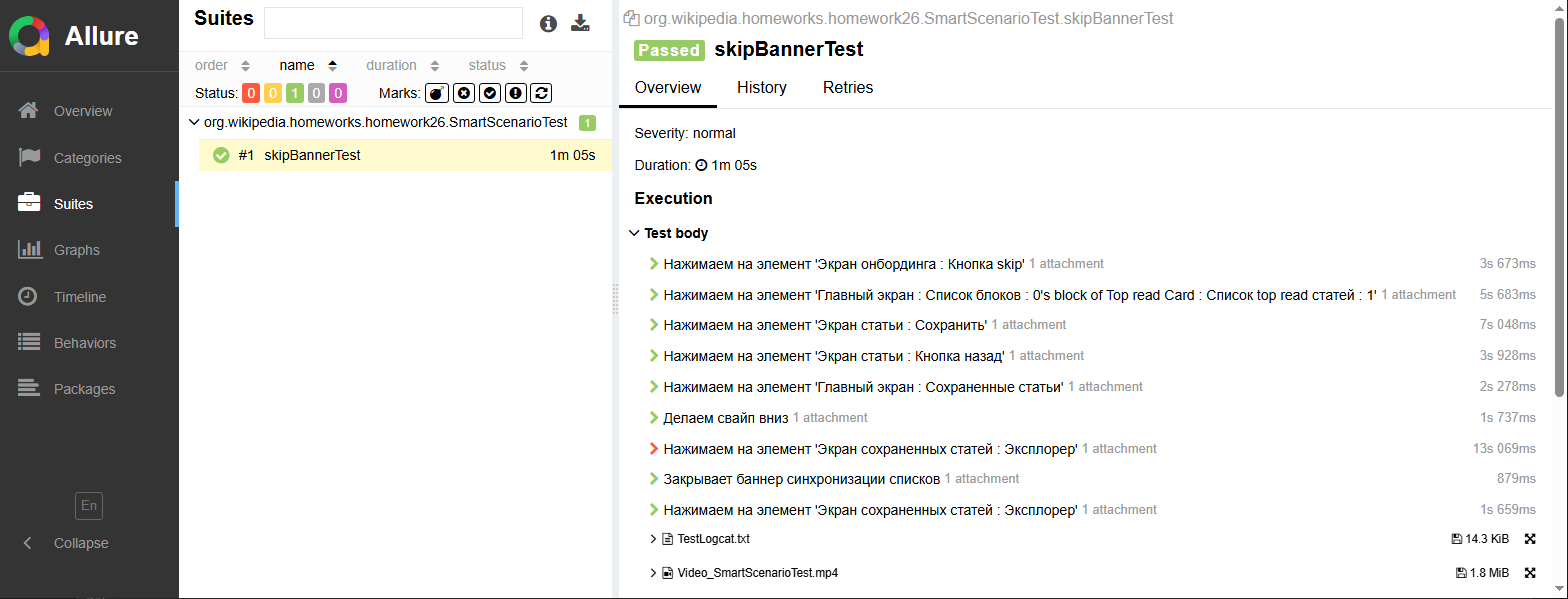 Allure
Overview
Categories
Suites
Graphs
Timeline
Behaviors
Packages
En
Collapse
Suites
order name duration status
Status: 0 0 1 0 0 Marks:
org.wikipedia.homeworks.homework26.SmartScenarioTest 1
#1 skipBannerTest 1m 05s
org.wikipedia.homeworks.homework26.SmartScenarioTest.skipBannerTest
Passed skipBannerTest
Overview History Retries
Severity: normal
Duration: 1m 05s
Execution
Test body
Нажимаем на элемент 'Экран онбординга : Кнопка skip' 1 attachment 3s 673ms
Нажимаем на элемент 'Главный экран : Список блоков : 0's block of Top read Card : Список top read статей : 1' 1 attachment 5s 683ms
Нажимаем на элемент 'Экран статьи : Сохранить' 1 attachment 7s 048ms
Нажимаем на элемент 'Экран статьи : Кнопка назад' 1 attachment 3s 928ms
Нажимаем на элемент 'Главный экран : Сохраненные статьи' 1 attachment 2s 278ms
Делаем свайп вниз 1 attachment 1s 737ms
Нажимаем на элемент 'Экран сохраненных статей : Эксплорер' 1 attachment 13s 069ms
Закрывает баннер синхронизации списков 1 attachment 879ms
Нажимаем на элемент 'Экран сохраненных статей : Эксплорер' 1 attachment 1s 659ms
TestLogcat.txt 14.3 KiB
Video_SmartScenarioTest.mp4 1.8 MiB